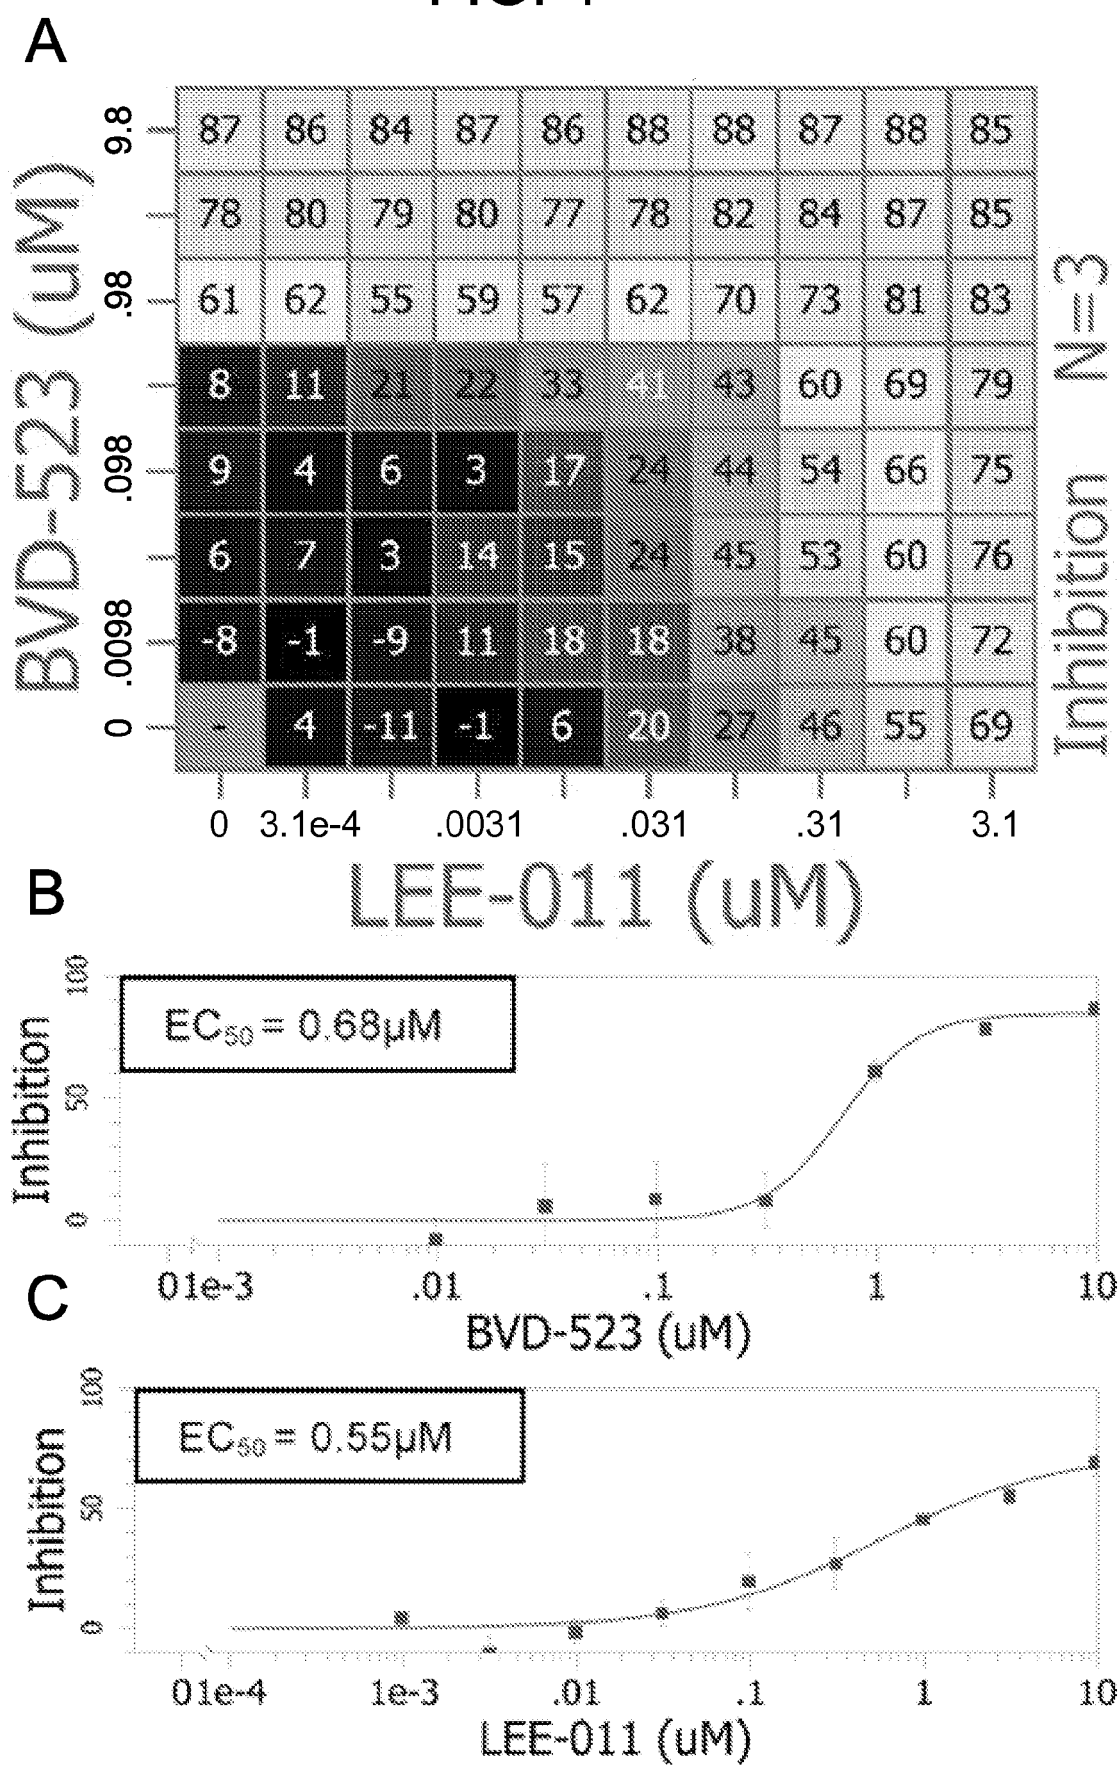 A
9.8 87 86 84 87 86 88 88 87 88 85
78 80 79 80 77 78 82 84 87 85
.98 61 62 55 59 57 62 70 73 81 83
8 11 21 22 33 41 43 60 69 79
.098 9 4 6 3 17 24 44 54 66 75
6 7 3 14 15 24 45 53 60 76
.0098 -8 -1 -9 11 18 18 38 45 60 72
0 - 4 -11 -1 6 20 27 46 55 69
0 3.1e-4 .0031 .031 .31 3.1
BVD-523 (uM)
LEE-011 (uM)
Inhibition N=3
B
EC50 = 0.68µM
100
50
0
Inhibition
01e-3 .01 .1 1 10
BVD-523 (uM)
C
EC50 = 0.55µM
100
50
0
Inhibition
01e-4 1e-3 .01 .1 1 10
LEE-011 (uM)